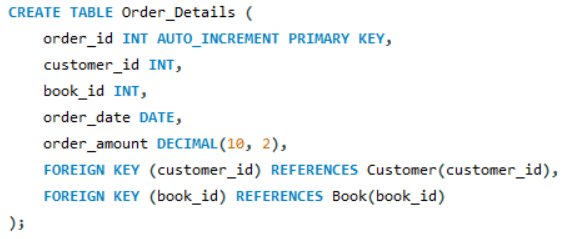 CREATE TABLE Order_Details (
    order_id INT AUTO_INCREMENT PRIMARY KEY,
    customer_id INT,
    book_id INT,
    order_date DATE,
    order_amount DECIMAL(10, 2),
    FOREIGN KEY (customer_id) REFERENCES Customer(customer_id),
    FOREIGN KEY (book_id) REFERENCES Book(book_id)
);